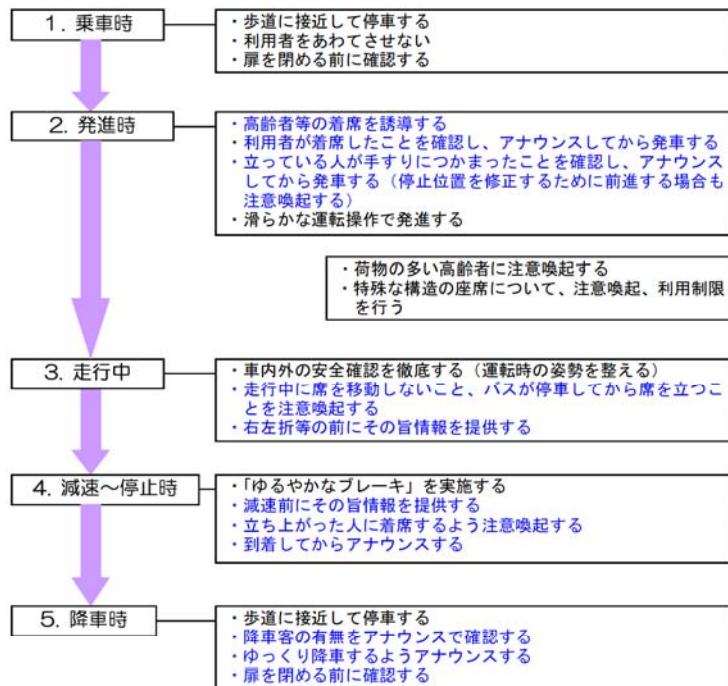 1. 乗車時
・歩道に接近して停車する
・利用者をあわてさせない
・扉を閉める前に確認する
2. 発進時
・高齢者等の着席を誘導する
・利用者が着席したことを確認し、アナウンスしてから発車する
・立っている人が手すりにつかまったことを確認し、アナウンス
してから発車する（停止位置を修正するために前進する場合も
注意喚起する）
・滑らかな運転操作で発進する
・荷物の多い高齢者に注意喚起する
・特殊な構造の座席について、注意喚起、利用制限
を行う
3. 走行中
・車内外の安全確認を徹底する（運転時の姿勢を整える）
・走行中に席を移動しないこと、バスが停車してから席を立つこ
とを注意喚起する
・右左折等の前にその旨情報を提供する
4. 減速～停止時
・「ゆるやかなブレーキ」を実施する
・減速前にその旨情報を提供する
・立ち上がった人に着席するよう注意喚起する
・到着してからアナウンスする
5. 降車時
・歩道に接近して停車する
・降車客の有無をアナウンスで確認する
・ゆっくり降車するようアナウンスする
・扉を閉める前に確認する